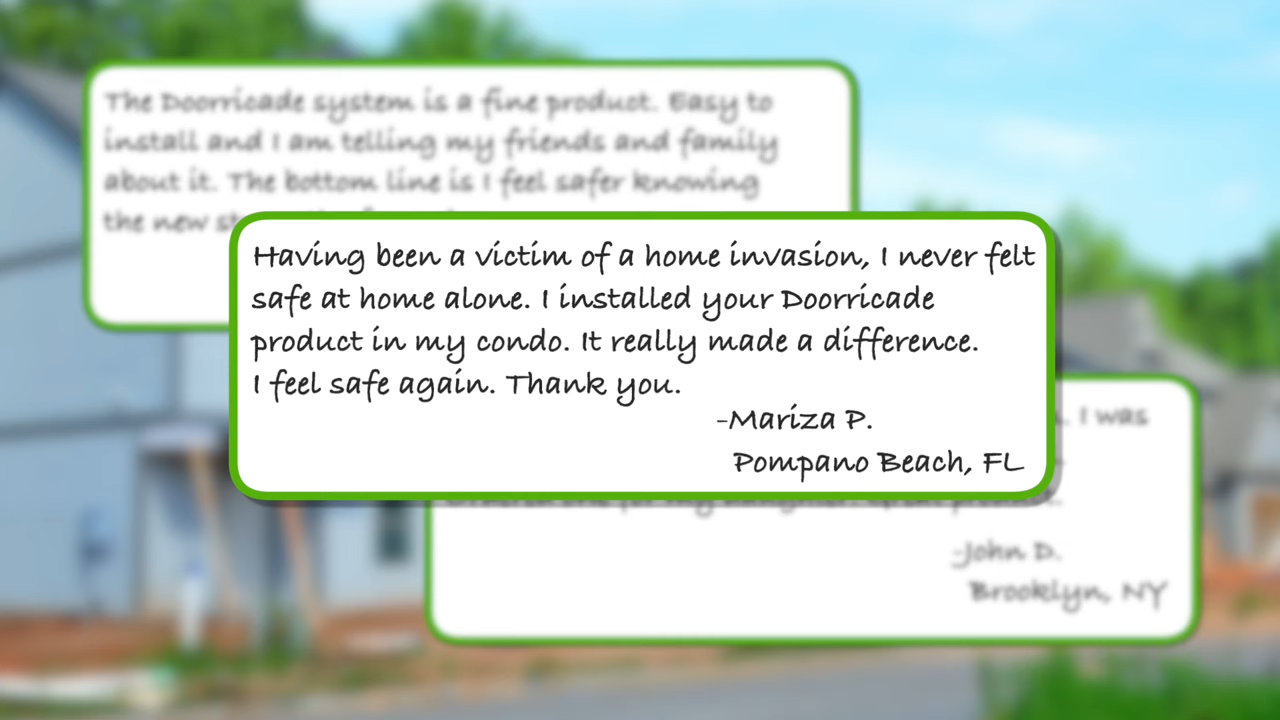 The Doorricade system is a fine product. Easy to
install and I am telling my friends and family
about it. The bottom line is I feel safer knowing
the new
Having been a victim of a home invasion, I never felt
safe at home alone. I installed your Doorricade
product in my condo. It really made a difference.
I feel safe again. Thank you.
-Mariza P.
Pompano Beach, FL
I was
-John D.
Brooklyn, NY